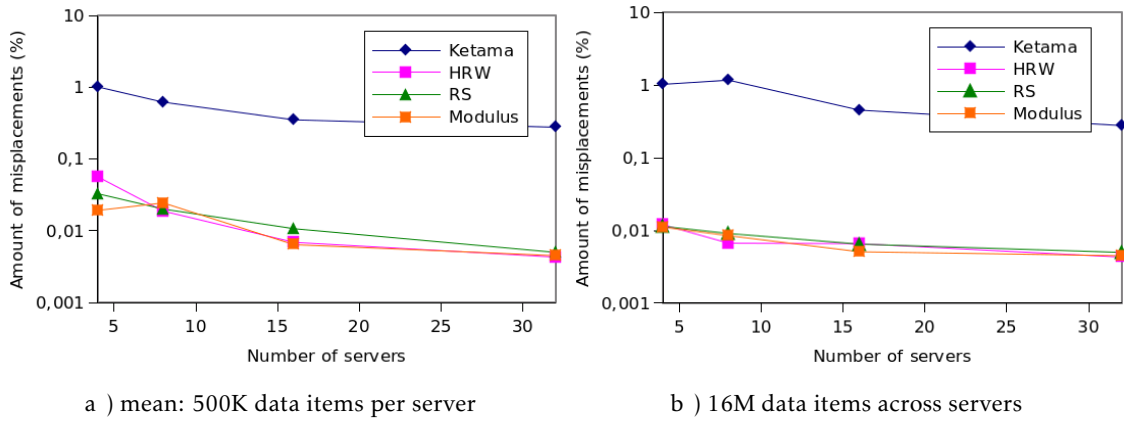 Amount of misplacements (%)
10
1
0,1
0,01
0,001
Ketama
HRW
RS
Modulus
5
10
15
20
25
30
Number of servers
a ) mean: 500K data items per server
Amount of misplacements (%)
10
1
0,1
0,01
0,001
Ketama
HRW
RS
Modulus
5
10
15
20
25
30
Number of servers
b ) 16M data items across servers